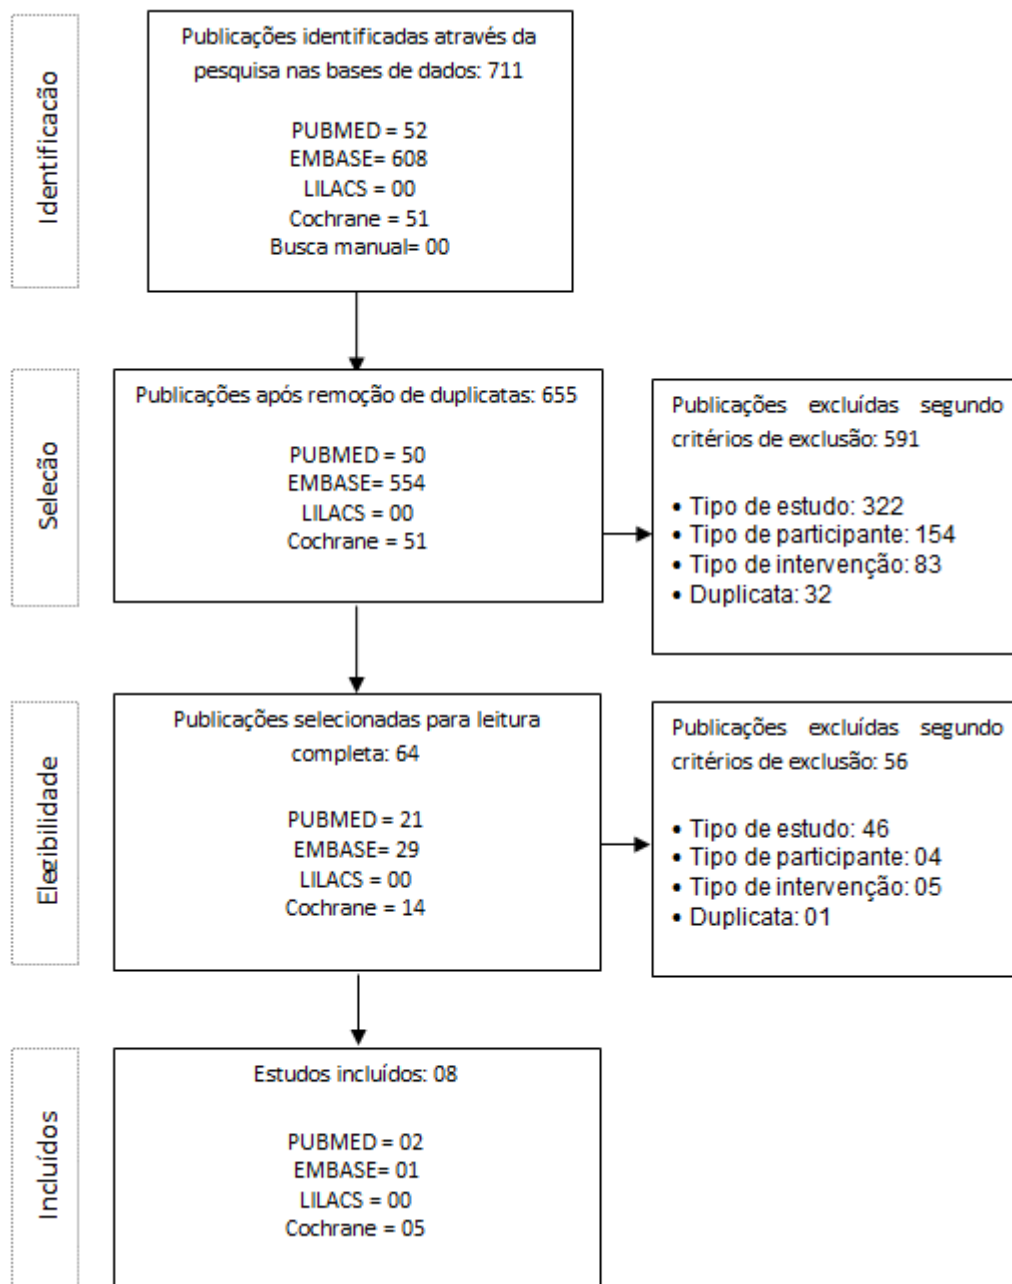 Identificação
Publicações identificadas através da
pesquisa nas bases de dados: 711
PUBMED = 52
EMBASE= 608
LILACS = 00
Cochrane = 51
Busca manual= 00
Seleção
Publicações após remoção de duplicatas: 655
PUBMED = 50
EMBASE= 554
LILACS = 00
Cochrane = 51
Publicações excluídas segundo
critérios de exclusão: 591
• Tipo de estudo: 322
• Tipo de participante: 154
• Tipo de intervenção: 83
• Duplicata: 32
Elegibilidade
Publicações selecionadas para leitura
completa: 64
PUBMED = 21
EMBASE= 29
LILACS = 00
Cochrane = 14
Publicações excluídas segundo
critérios de exclusão: 56
• Tipo de estudo: 46
• Tipo de participante: 04
• Tipo de intervenção: 05
• Duplicata: 01
Incluídos
Estudos incluídos: 08
PUBMED = 02
EMBASE= 01
LILACS = 00
Cochrane = 05